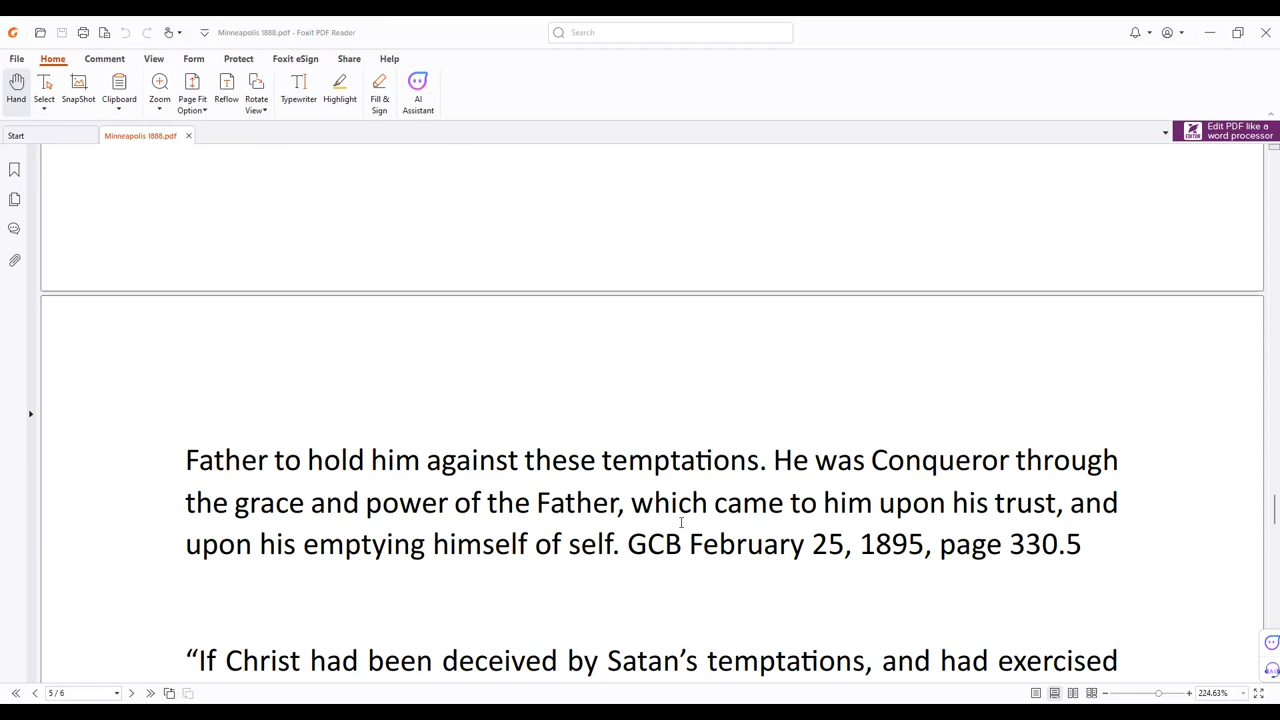 Minneapolis 1888.pdf - Foxit PDF Reader
Search
File Home Comment View Form Protect Foxit eSign Share Help
Hand Select SnapShot Clipboard Zoom Page Fit Option Reflow Rotate View Typewriter Highlight Fill & Sign AI Assistant
Start Minneapolis 1888.pdf
EDITOR Edit PDF like a
word processor
Father to hold him against these temptations. He was Conqueror through
the grace and power of the Father, which came to him upon his trust, and
upon his emptying himself of self. GCB February 25, 1895, page 330.5
“If Christ had been deceived by Satan’s temptations, and had exercised
5 / 6 224.63%